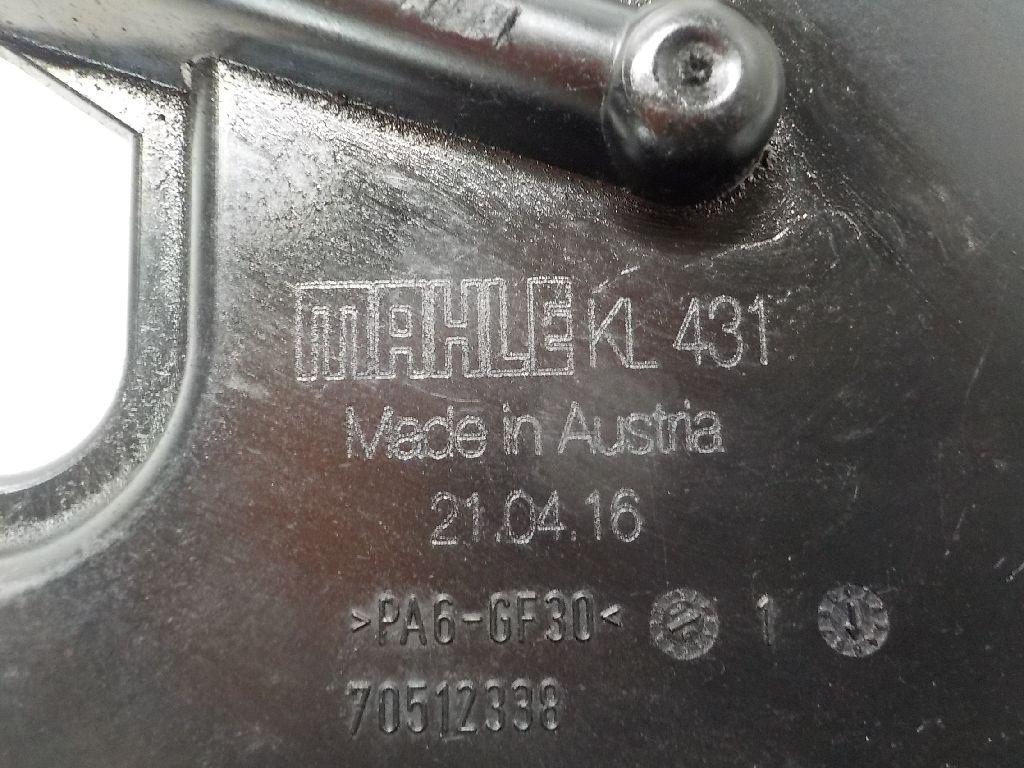 MAHLE KL 431
Made in Austria
21.04.16
>PA6-GF30< 1
70512338